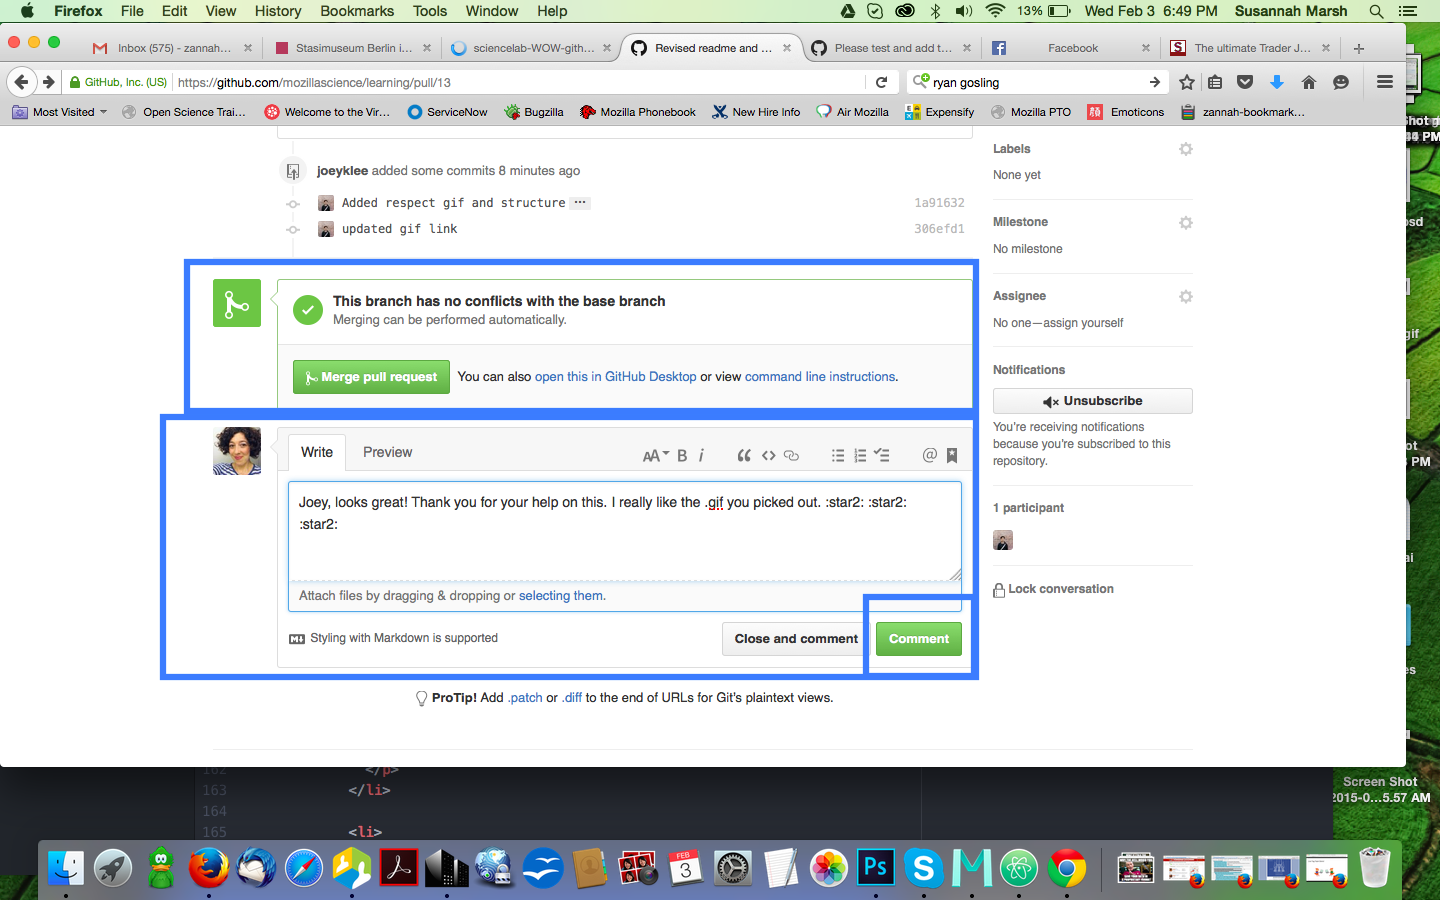 Firefox File Edit View History Bookmarks Tools Window Help 13% Wed Feb 3 6:49 PM Susannah Marsh
Inbox (575) - zannah... Stasimuseum Berlin i... sciencelab-WOW-gith... Revised readme and ... Please test and add t... Facebook The ultimate Trader J...
GitHub, Inc. (US) https://github.com/mozillascience/learning/pull/13 ryan gosling
Most Visited Open Science Trai... Welcome to the Vir... ServiceNow Bugzilla Mozilla Phonebook New Hire Info Air Mozilla Expensify Mozilla PTO Emoticons zannah-bookmark...
joeyklee added some commits 8 minutes ago
Added respect gif and structure ... 1a91632
updated gif link 306efd1
This branch has no conflicts with the base branch
Merging can be performed automatically.
Merge pull request You can also open this in GitHub Desktop or view command line instructions.
Write Preview AA B i
Joey, looks great! Thank you for your help on this. I really like the .gif you picked out. :star2: :star2:
:star2:
Attach files by dragging & dropping or selecting them.
Styling with Markdown is supported Close and comment Comment
ProTip! Add .patch or .diff to the end of URLs for Git's plaintext views.
Labels
None yet
Milestone
No milestone
Assignee
No one—assign yourself
Notifications
Unsubscribe
You're receiving notifications
because you're subscribed to this
repository.
1 participant
Lock conversation
162 </p>
163 </li>
164
165 <li>
Screen Shot
2015-0...5.57 AM
FEB
3
Ps